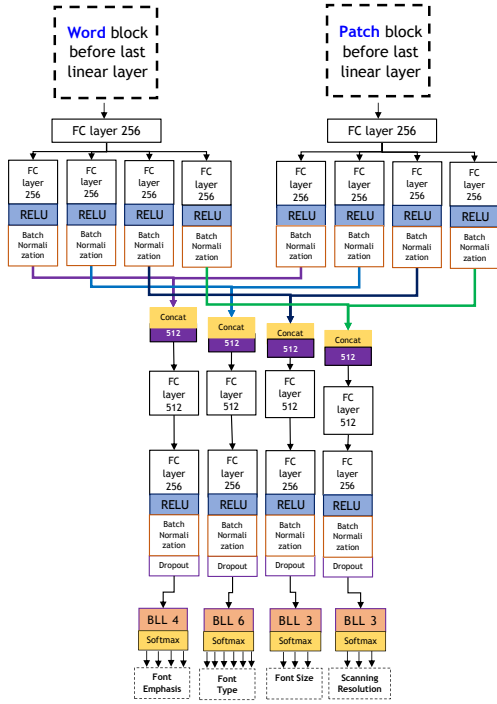 Word block
before last
linear layer
Patch block
before last
linear layer
FC layer 256
FC layer 256
FC
layer
256
RELU
Batch
Normali
zation
FC
layer
256
RELU
Batch
Normali
zation
FC
layer
256
RELU
Batch
Normali
zation
FC
layer
256
RELU
Batch
Normali
zation
FC
layer
256
RELU
Batch
Normali
zation
FC
layer
256
RELU
Batch
Normali
zation
FC
layer
256
RELU
Batch
Normali
zation
FC
layer
256
RELU
Batch
Normali
zation
Concat
512
Concat
512
Concat
512
Concat
512
FC
layer
512
FC
layer
512
FC
layer
512
FC
layer
512
FC
layer
256
RELU
Batch
Normali
zation
Dropout
FC
layer
256
RELU
Batch
Normali
zation
Dropout
FC
layer
256
RELU
Batch
Normali
zation
Dropout
FC
layer
256
RELU
Batch
Normali
zation
Dropout
BLL 4
Softmax
Font
Emphasis
BLL 6
Softmax
Font
Type
BLL 3
Softmax
Font Size
BLL 3
Softmax
Scanning
Resolution